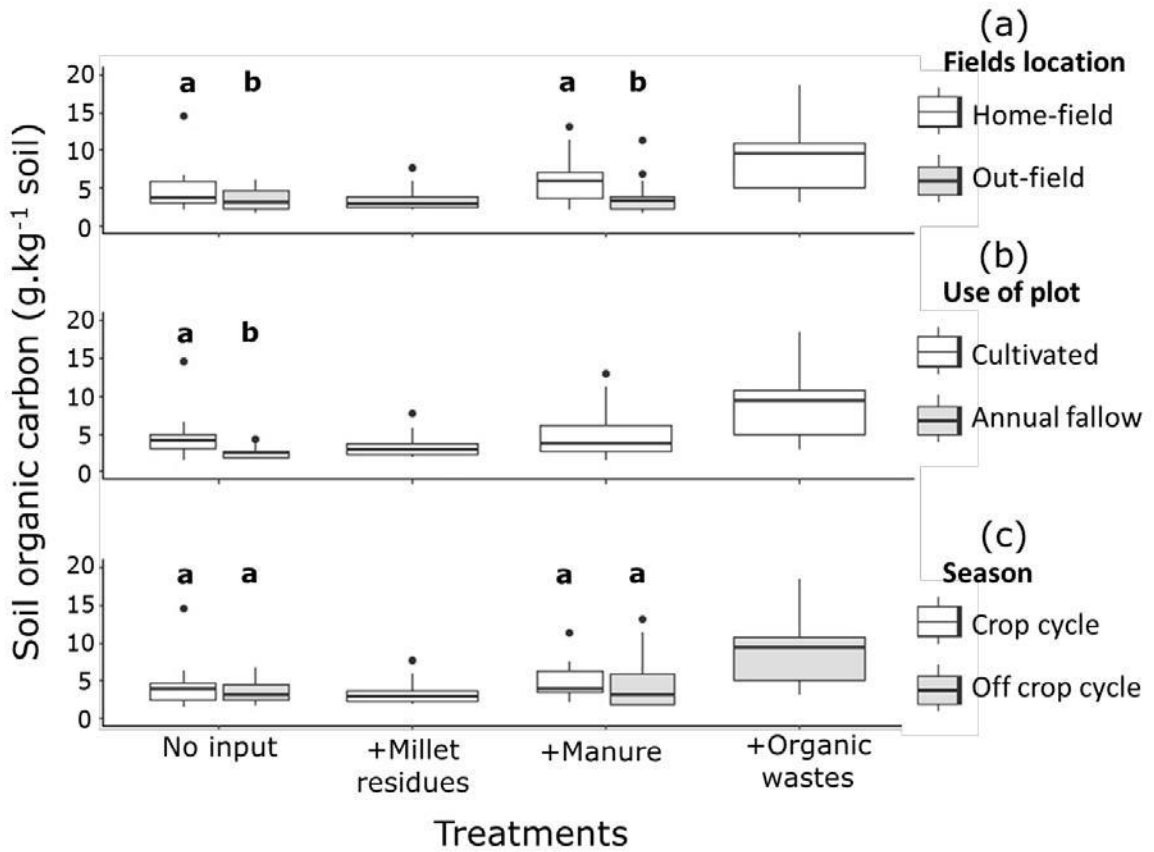 (a)
Fields location
Home-field
Out-field
20
15
10
5
0
a b a b
(b)
Use of plot
Cultivated
Annual fallow
20
15
10
5
0
a b
(c)
Season
Crop cycle
Off crop cycle
20
15
10
5
0
a a a a
Soil organic carbon (g.kg⁻¹ soil)
No input
+Millet
residues
+Manure
+Organic
wastes
Treatments